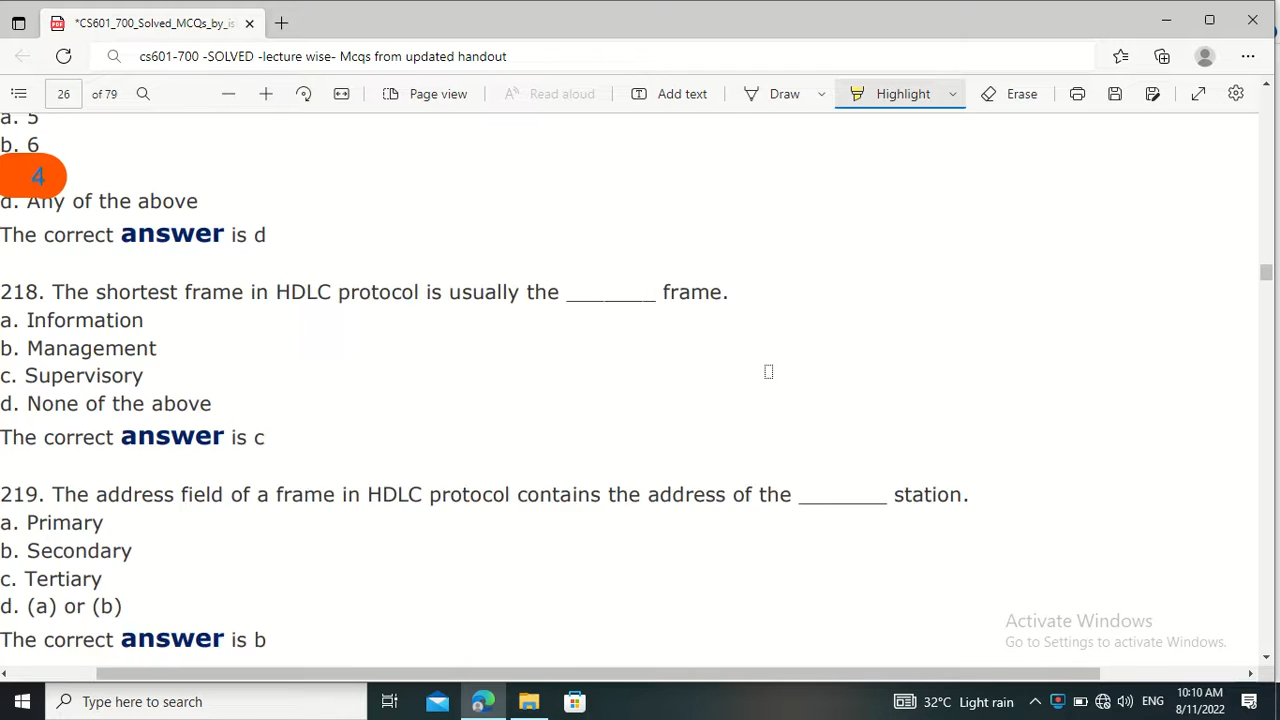 *CS601_700_Solved_MCQs_by_is
cs601-700 -SOLVED -lecture wise- Mcqs from updated handout
26 of 79
Page view
Read aloud
Add text
Draw
Highlight
Erase
a. 5
b. 6
4
d. Any of the above
The correct answer is d
218. The shortest frame in HDLC protocol is usually the ________ frame.
a. Information
b. Management
c. Supervisory
d. None of the above
The correct answer is c
219. The address field of a frame in HDLC protocol contains the address of the ________ station.
a. Primary
b. Secondary
c. Tertiary
d. (a) or (b)
The correct answer is b
Activate Windows
Go to Settings to activate Windows.
Type here to search
32°C Light rain
ENG
10:10 AM
8/11/2022